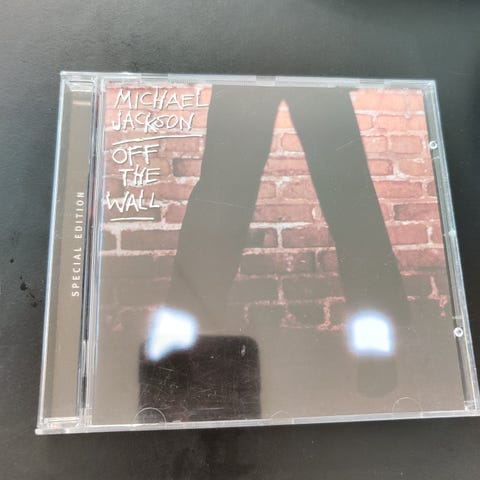 MICHAEL
JACKSON
OFF
THE
WALL
SPECIAL EDITION